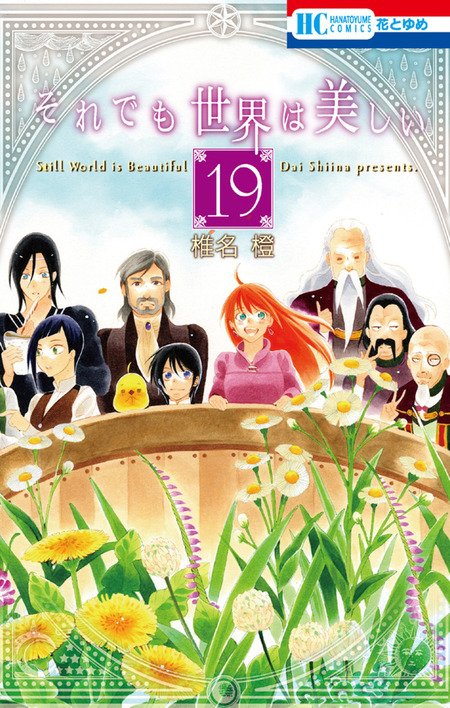 HC HANATOYUME COMICS 花とゆめ
それでも世界は美しい
Still World is Beautiful
19
Dai Shiina presents.
椎名 橙